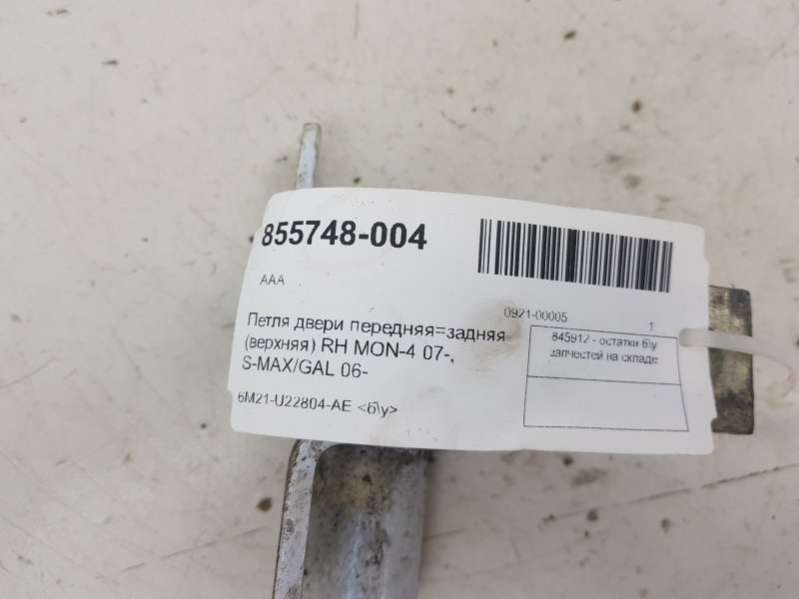 855748-004
AAA
Петля двери передняя=задняя
(верхняя) RH MON-4 07-,
S-MAX/GAL 06-
6M21-U22804-AE <б\у>
0921-00005 1
845912 - остатки б\у
запчастей на складе